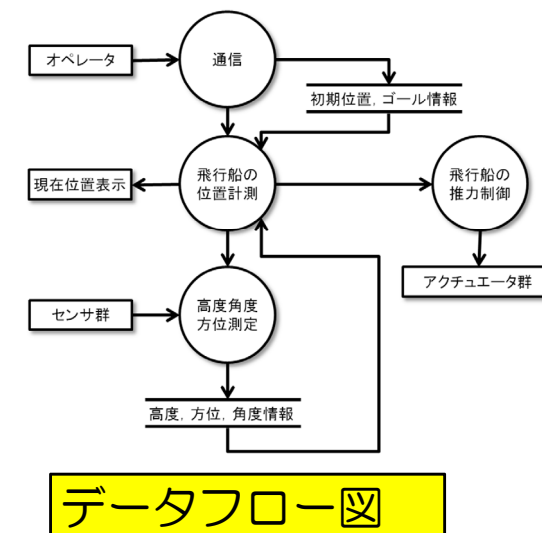 オペレータ
通信
初期位置, ゴール情報
現在位置表示
飛行船の
位置計測
飛行船の
推力制御
アクチュエータ群
センサ群
高度角度
方位測定
高度, 方位, 角度情報
データフロー図